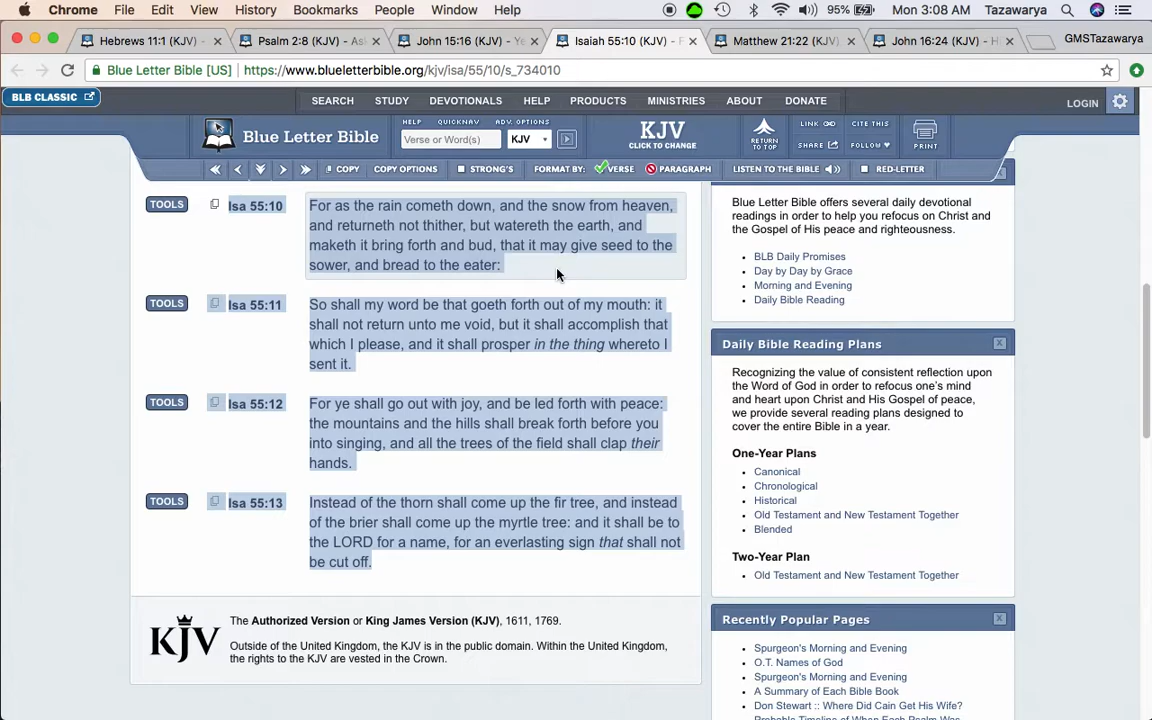 Chrome File Edit View History Bookmarks People Window Help 95% Mon 3:08 AM Tazawarya
Hebrews 11:1 (KJV) - Psalm 2:8 (KJV) - As John 15:16 (KJV) - Ye Isaiah 55:10 (KJV) - F Matthew 21:22 (KJV) John 16:24 (KJV) - H GMSTazawarya
Blue Letter Bible [US] https://www.blueletterbible.org/kjv/isa/55/10/s_734010
BLB CLASSIC SEARCH STUDY DEVOTIONALS HELP PRODUCTS MINISTRIES ABOUT DONATE LOGIN
HELP QUICKNAV ADV. OPTIONS
Blue Letter Bible Verse or Word(s) KJV
KJV
CLICK TO CHANGE
RETURN
TO TOP
LINK CITE THIS
SHARE FOLLOW
PRINT
COPY COPY OPTIONS STRONG'S FORMAT BY: VERSE PARAGRAPH LISTEN TO THE BIBLE RED-LETTER
TOOLS Isa 55:10 For as the rain cometh down, and the snow from heaven,
and returneth not thither, but watereth the earth, and
maketh it bring forth and bud, that it may give seed to the
sower, and bread to the eater:
TOOLS Isa 55:11 So shall my word be that goeth forth out of my mouth: it
shall not return unto me void, but it shall accomplish that
which I please, and it shall prosper in the thing whereto I
sent it.
TOOLS Isa 55:12 For ye shall go out with joy, and be led forth with peace:
the mountains and the hills shall break forth before you
into singing, and all the trees of the field shall clap their
hands.
TOOLS Isa 55:13 Instead of the thorn shall come up the fir tree, and instead
of the brier shall come up the myrtle tree: and it shall be to
the LORD for a name, for an everlasting sign that shall not
be cut off.
KJV
The Authorized Version or King James Version (KJV), 1611, 1769.
Outside of the United Kingdom, the KJV is in the public domain. Within the United Kingdom,
the rights to the KJV are vested in the Crown.
Blue Letter Bible offers several daily devotional
readings in order to help you refocus on Christ and
the Gospel of His peace and righteousness.
BLB Daily Promises
Day by Day by Grace
Morning and Evening
Daily Bible Reading
Daily Bible Reading Plans
Recognizing the value of consistent reflection upon
the Word of God in order to refocus one's mind
and heart upon Christ and His Gospel of peace,
we provide several reading plans designed to
cover the entire Bible in a year.
One-Year Plans
Canonical
Chronological
Historical
Old Testament and New Testament Together
Blended
Two-Year Plan
Old Testament and New Testament Together
Recently Popular Pages
Spurgeon's Morning and Evening
O.T. Names of God
Spurgeon's Morning and Evening
A Summary of Each Bible Book
Don Stewart :: Where Did Cain Get His Wife?
Probable Timeline of When Each Psalm Was